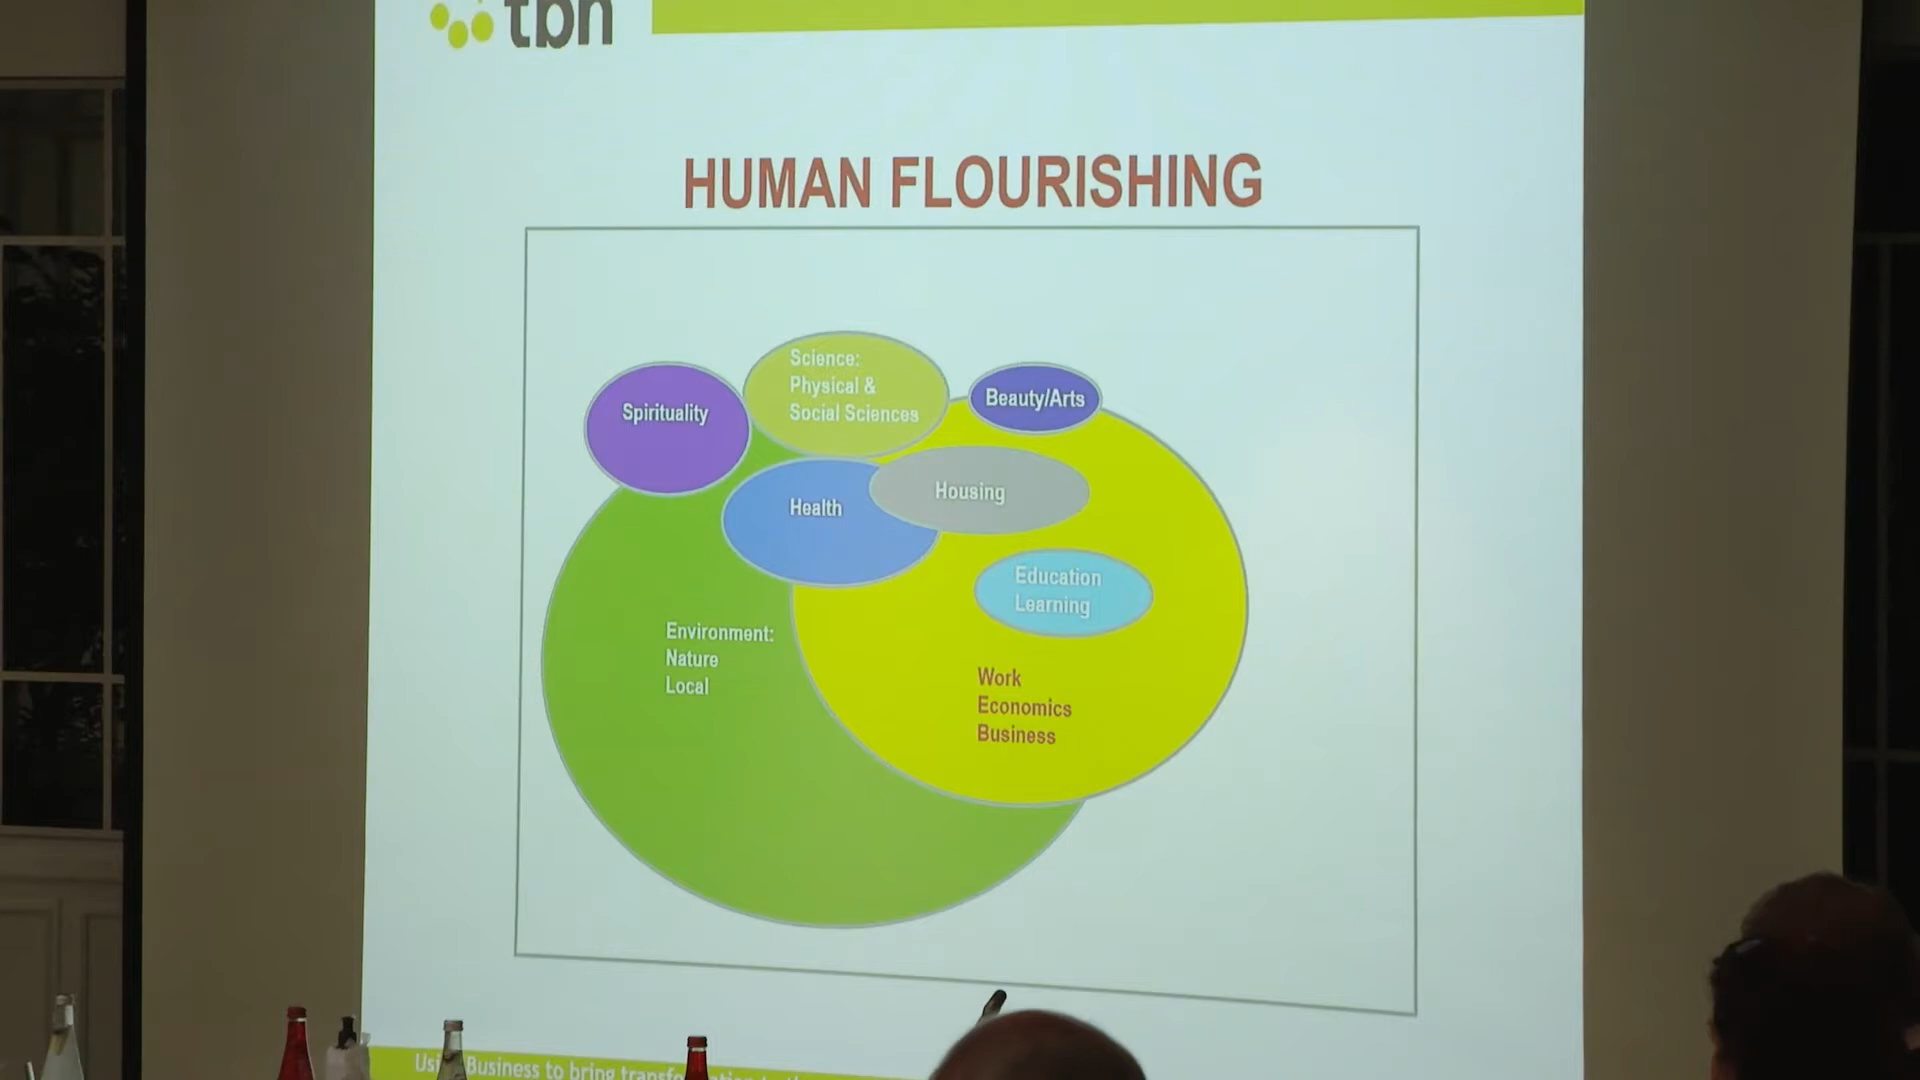 tbn
HUMAN FLOURISHING
Science:
Physical &
Social Sciences
Spirituality
Beauty/Arts
Health
Housing
Education
Learning
Environment:
Nature
Local
Work
Economics
Business
Business to bring